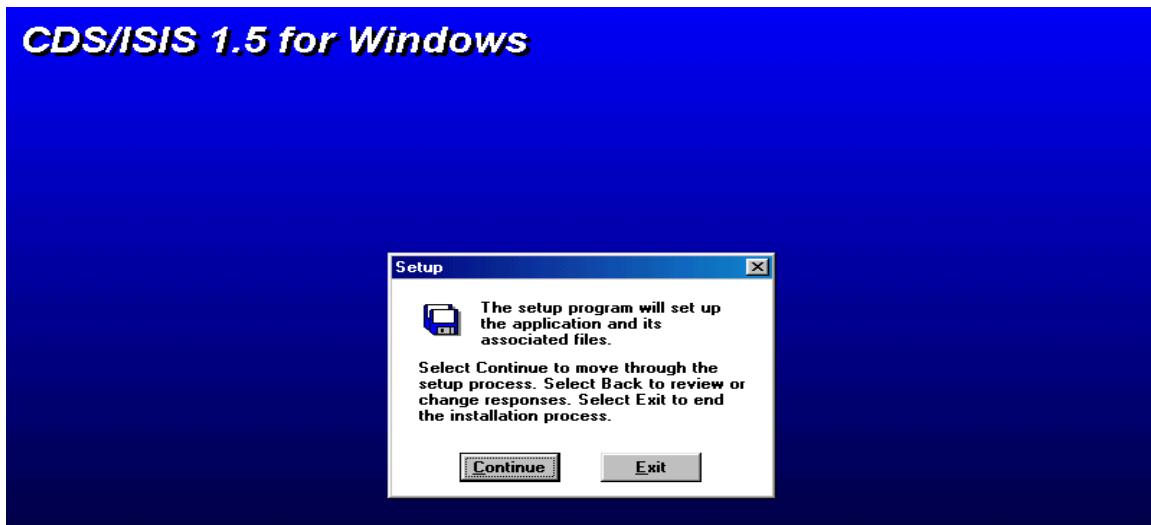 CDS/ISIS 1.5 for Windows
Setup
The setup program will set up
the application and its
associated files.
Select Continue to move through the
setup process. Select Back to review or
change responses. Select Exit to end
the installation process.
Continue
Exit